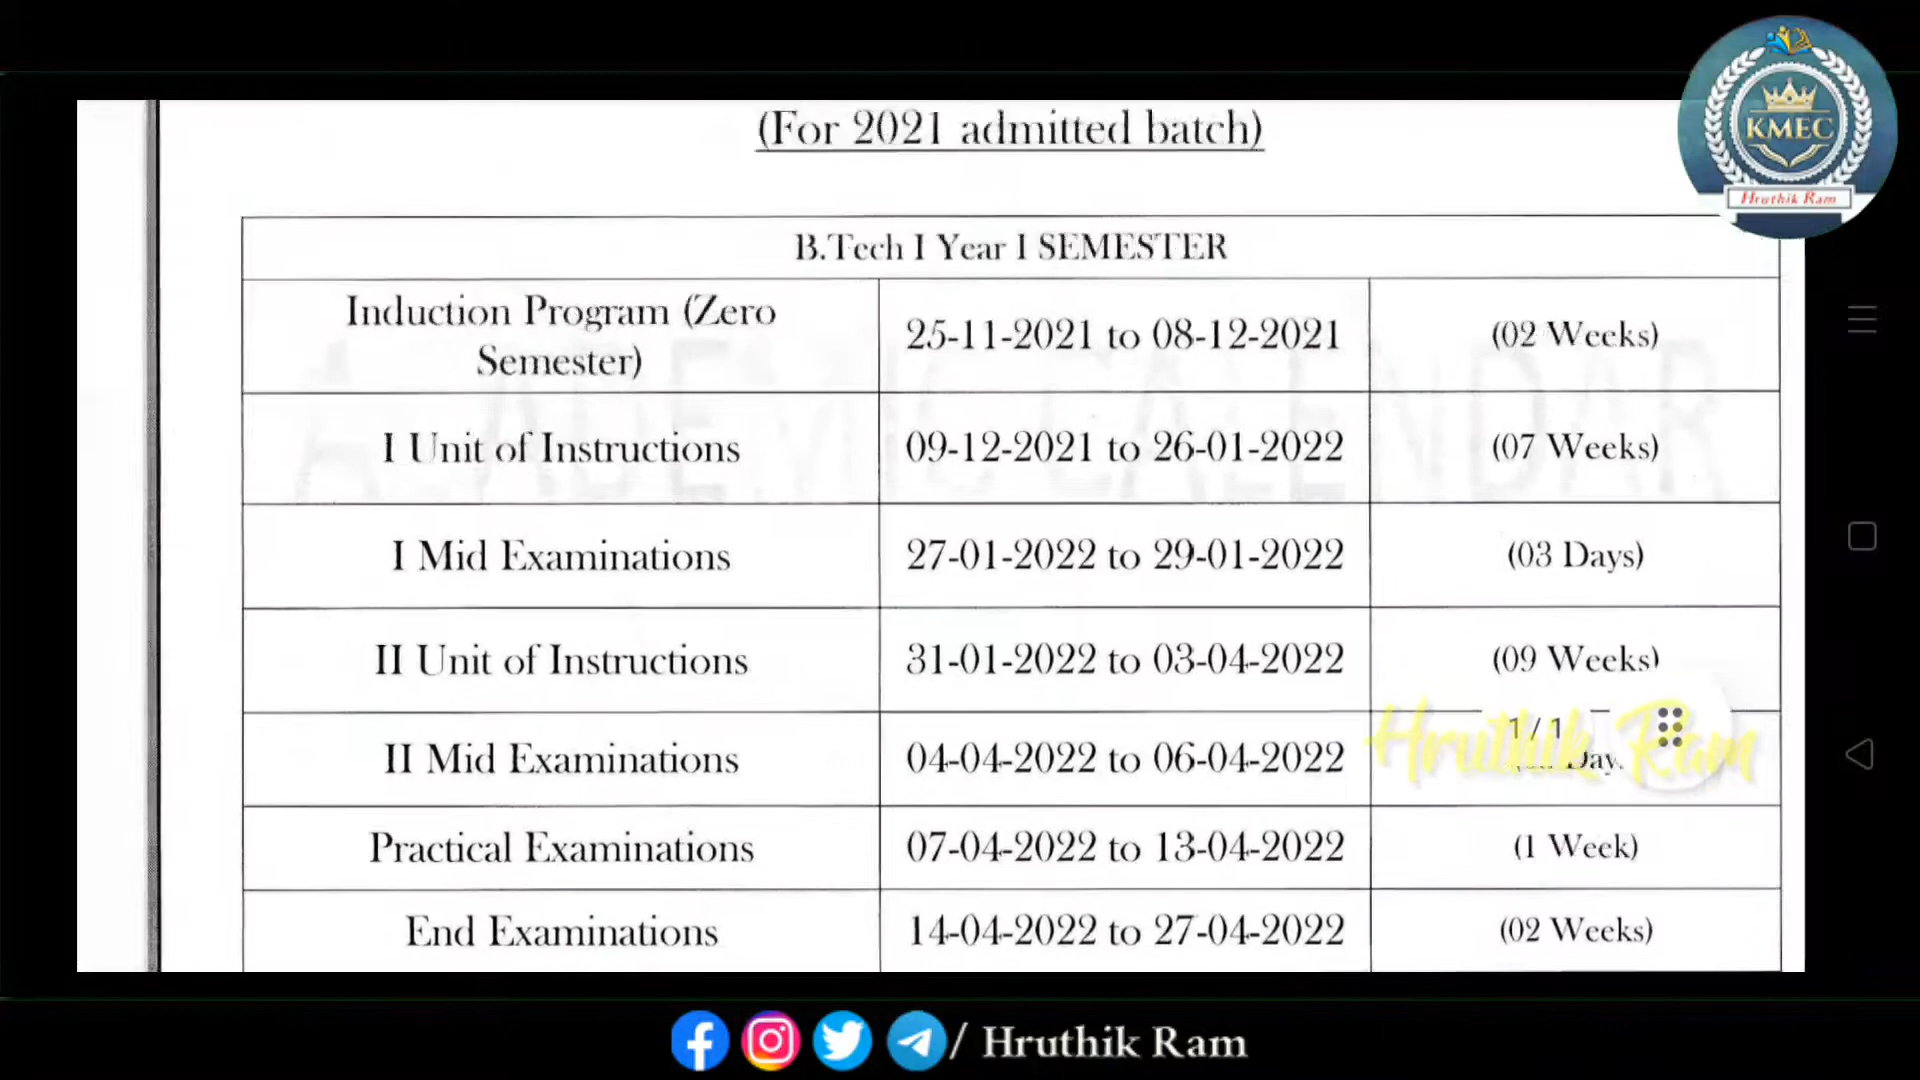 KMEC
Hruthik Ram
(For 2021 admitted batch)
B.Tech I Year I SEMESTER
Induction Program (Zero
Semester)
25-11-2021 to 08-12-2021
(02 Weeks)
I Unit of Instructions
09-12-2021 to 26-01-2022
(07 Weeks)
I Mid Examinations
27-01-2022 to 29-01-2022
(03 Days)
II Unit of Instructions
31-01-2022 to 03-04-2022
(09 Weeks)
II Mid Examinations
04-04-2022 to 06-04-2022
1 / 1
Hruthik Ram
Practical Examinations
07-04-2022 to 13-04-2022
(1 Week)
End Examinations
14-04-2022 to 27-04-2022
(02 Weeks)
ACADEMIC CALENDAR
/ Hruthik Ram